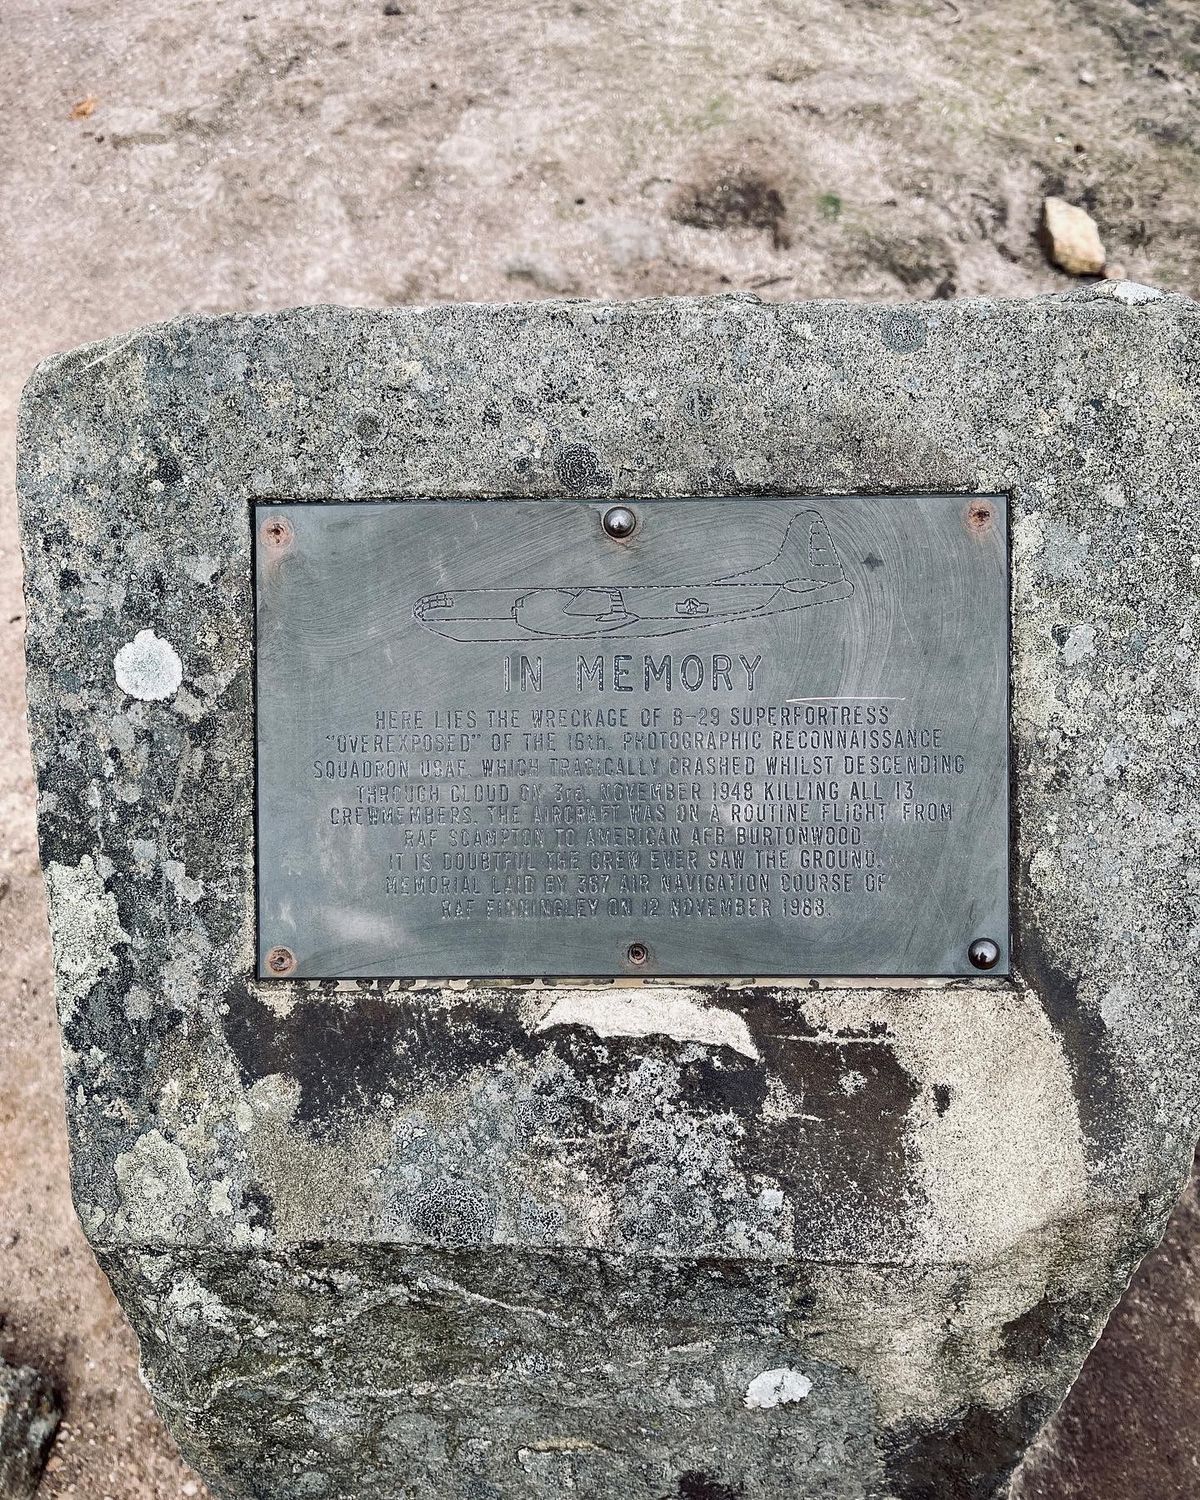 E
IN MEMORY
HERE LIES THE WRECKAGE OF B-29 SUPERFORTRESS
"OVEREXPOSED" OF THE 16th. PHOTOGRAPHIC RECONNAISSANCE
SQUADRON USAF. WHICH TRAGICALLY CRASHED WHILST DESCENDING
THROUGH CLOUD ON 3rd. NOVEMBER 1948 KILLING ALL 13
CREWMEMBERS. THE AIRCRAFT WAS ON A ROUTINE FLIGHT FROM
RAF SCAMPTON TO AMERICAN AFB BURTONWOOD.
IT IS DOUBTFUL THE CREW EVER SAW THE GROUND.
MEMORIAL LAID BY 367 AIR NAVIGATION COURSE OF
RAF FINNINGLEY ON 12 NOVEMBER 1988.